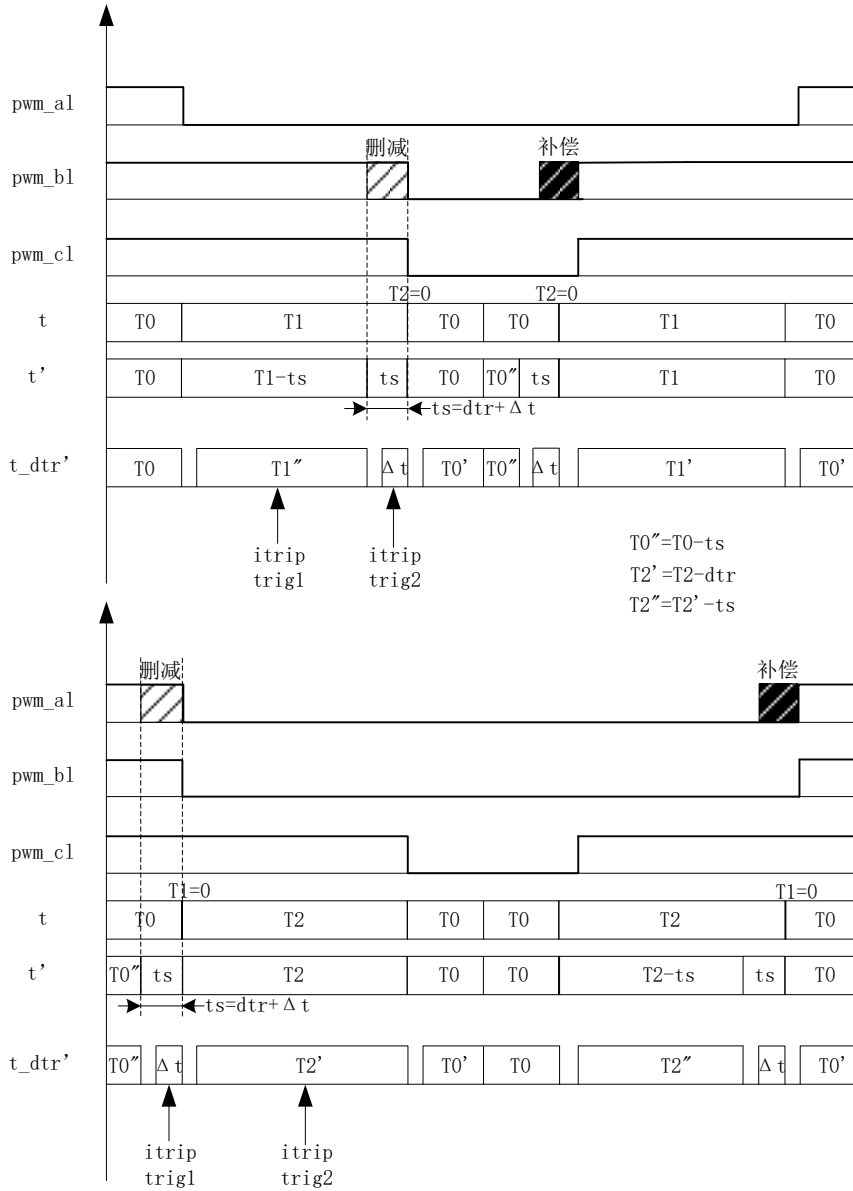 pwm_al
删减 补偿
pwm_bl
pwm_cl
T2=0 T2=0
t T0 T1 T0 T0 T1 T0
t' T0 T1-ts ts T0 T0" ts T1 T0
ts=dtr+Δt
t_dtr' T0 T1" Δt T0' T0" Δt T1' T0'
itrip itrip
trig1 trig2
T0"=T0-ts
T2'=T2-dtr
T2"=T2'-ts
删减 补偿
pwm_al
pwm_bl
pwm_cl
T1=0 T1=0
t T0 T2 T0 T0 T2 T0
t' T0" ts T2 T0 T0 T2-ts ts T0
ts=dtr+Δt
t_dtr' T0" Δt T2' T0' T0 T2" Δt T0'
itrip itrip
trig1 trig2